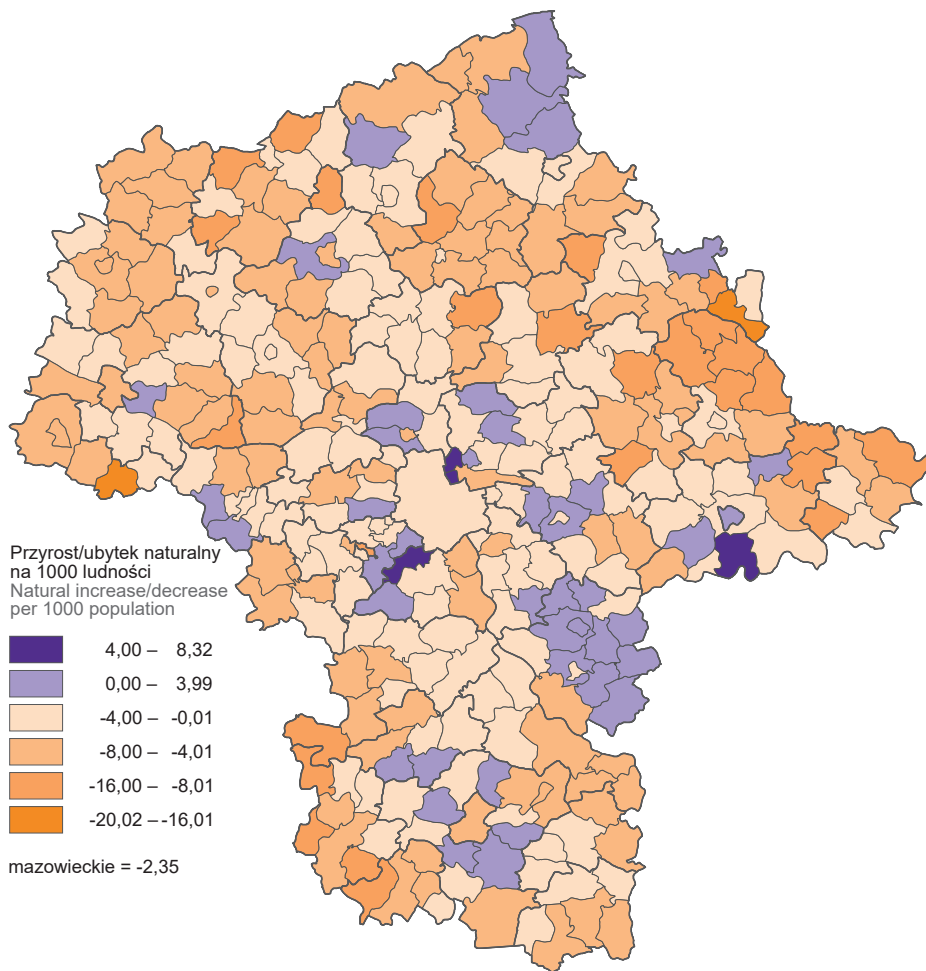 Przyrost/ubytek naturalny
na 1000 ludności
Natural increase/decrease
per 1000 population
4,00 – 8,32
0,00 – 3,99
-4,00 – -0,01
-8,00 – -4,01
-16,00 – -8,01
-20,02 – -16,01
mazowieckie = -2,35